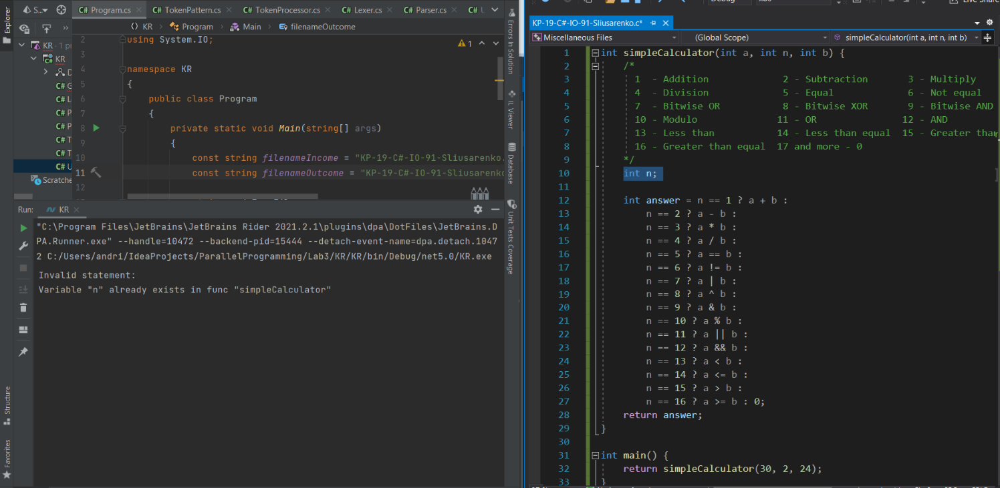 S...
Program.cs
TokenPattern.cs
TokenProcessor.cs
Lexer.cs
Parser.cs
KR Program Main filenameOutcome
Explorer
KR - 1
KR
Scratche
Structure
Favorites
2 using System.IO;
3
4 namespace KR
5 {
6 public class Program
7 {
8 private static void Main(string[] args)
9 {
10 const string filenameIncome = "KP-19-C#-IO-91-Sliusarenko.
11 const string filenameOutcome = "KP-19-C#-IO-91-Sliusarenko
12
1
Errors In Solution
IL Viewer
Database
Unit Tests Coverage
Run: KR
"C:\Program Files\JetBrains\JetBrains Rider 2021.2.1\plugins\dpa\DotFiles\JetBrains.D
PA.Runner.exe" --handle=10472 --backend-pid=15444 --detach-event-name=dpa.detach.1047
2 C:/Users/andri/IdeaProjects/ParallelProgramming/Lab3/KR/KR/bin/Debug/net5.0/KR.exe
Invalid statement:
Variable "n" already exists in func "simpleCalculator"
Live Share
KP-19-C#-IO-91-Sliusarenko.c*
Miscellaneous Files (Global Scope) simpleCalculator(int a, int n, int b)
1 int simpleCalculator(int a, int n, int b) {
2 /*
3 1 - Addition 2 - Subtraction 3 - Multiply
4 4 - Division 5 - Equal 6 - Not equal
5 7 - Bitwise OR 8 - Bitwise XOR 9 - Bitwise AND
6 10 - Modulo 11 - OR 12 - AND
7 13 - Less than 14 - Less than equal 15 - Greater than
8 16 - Greater than equal 17 and more - 0
9 */
10 int n;
11
12 int answer = n == 1 ? a + b :
13 n == 2 ? a - b :
14 n == 3 ? a * b :
15 n == 4 ? a / b :
16 n == 5 ? a == b :
17 n == 6 ? a != b :
18 n == 7 ? a | b :
19 n == 8 ? a ^ b :
20 n == 9 ? a & b :
21 n == 10 ? a % b :
22 n == 11 ? a || b :
23 n == 12 ? a && b :
24 n == 13 ? a < b :
25 n == 14 ? a <= b :
26 n == 15 ? a > b :
27 n == 16 ? a >= b : 0;
28 return answer;
29 }
30
31 int main() {
32 return simpleCalculator(30, 2, 24);
33 }